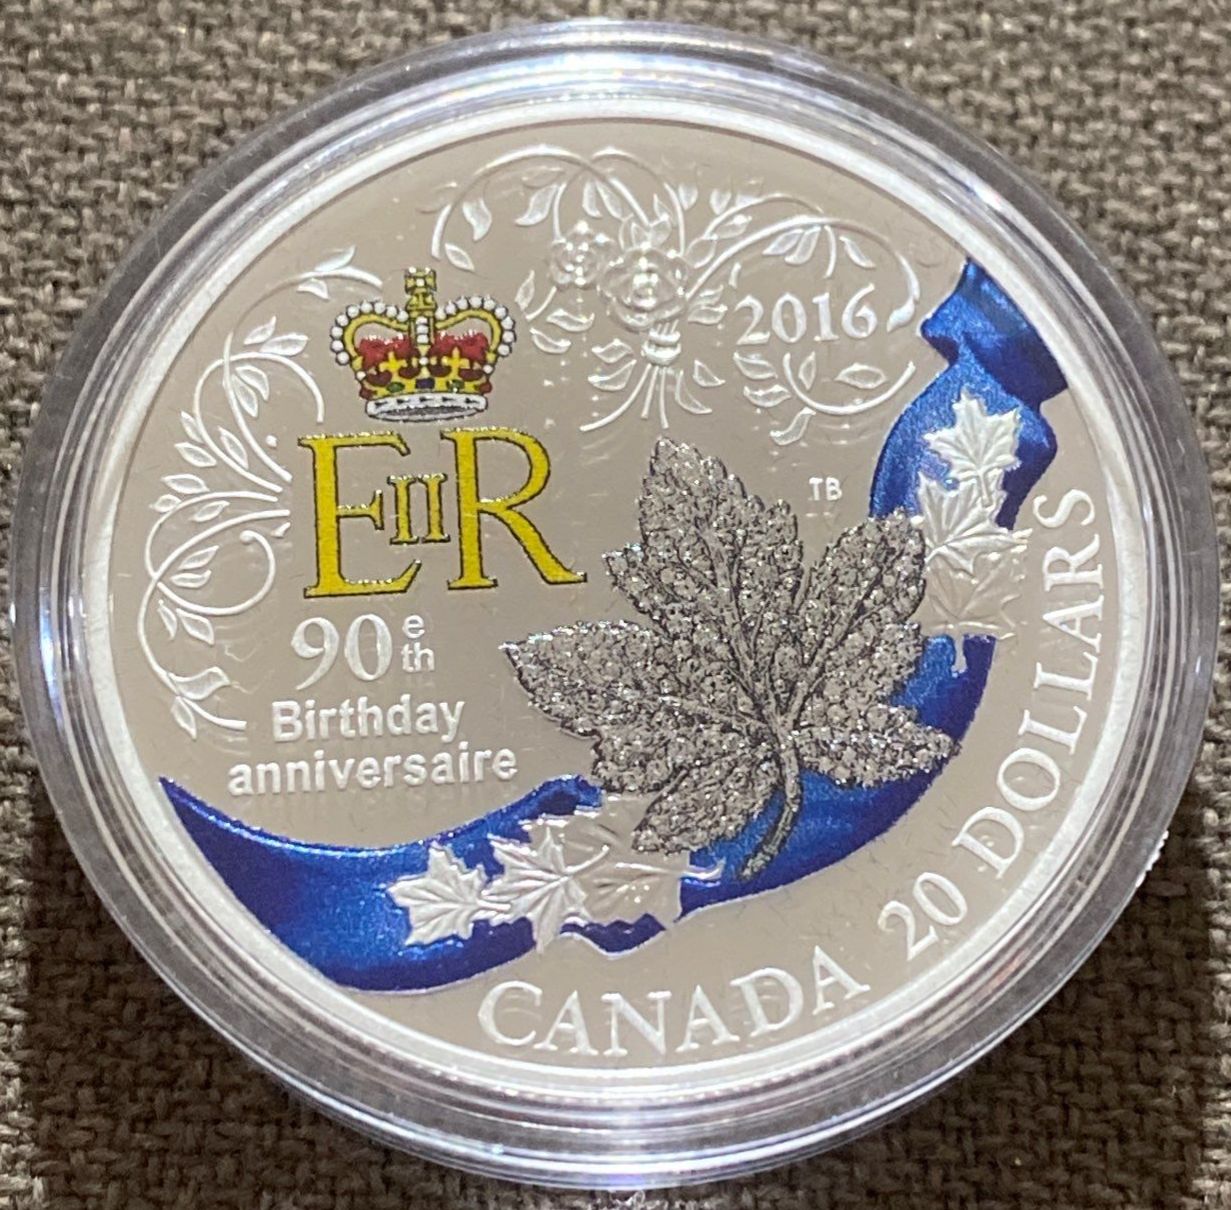 2016
EIIR
TB
90e
th
Birthday
anniversaire
CANADA 20 DOLLARS